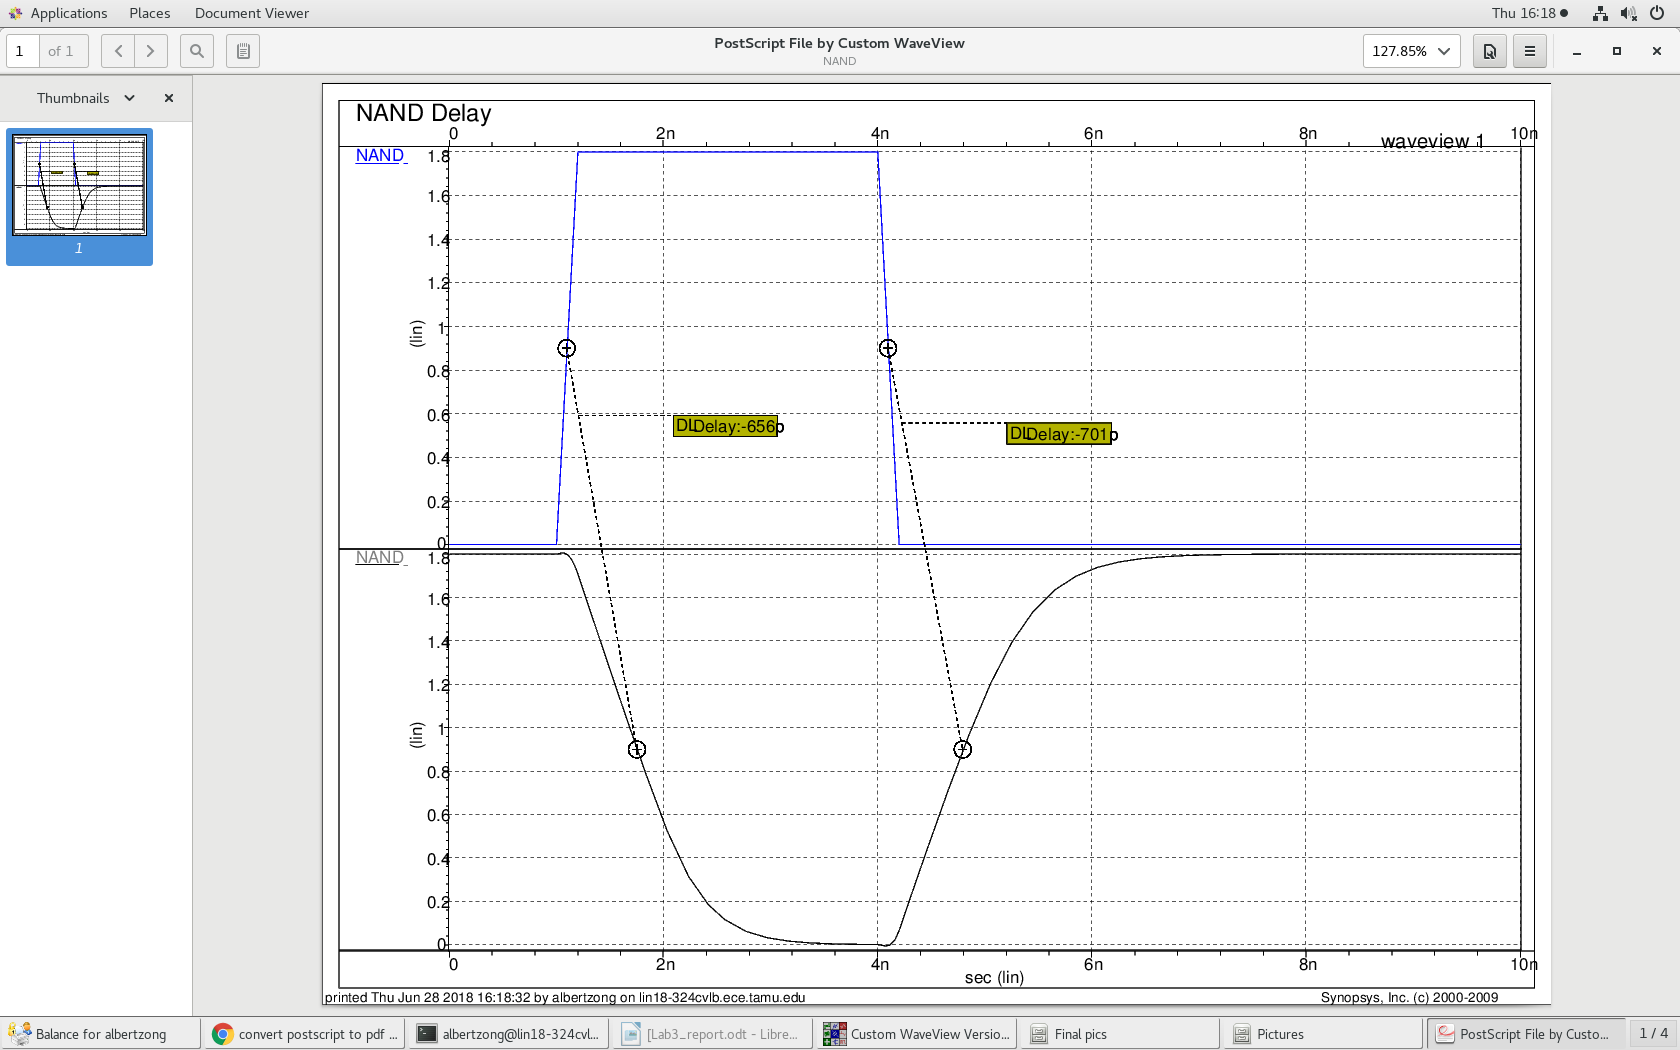 Applications Places Document Viewer Thu 16:18
1 of 1 PostScript File by Custom WaveView 127.85%
NAND
Thumbnails
1
NAND Delay
0 2n 4n 6n 8n 10n
waveview 1
NAND_
1.8
1.6
1.4
1.2
1
(lin)
0.8
0.6
DLDelay:-656p
DLDelay:-701p
0.4
0.2
0
NAND_
1.8
1.6
1.4
1.2
1
(lin)
0.8
0.6
0.4
0.2
0
0 2n 4n 6n 8n 10n
sec (lin)
printed Thu Jun 28 2018 16:18:32 by albertzong on lin18-324cvlb.ece.tamu.edu Synopsys, Inc. (c) 2000-2009
Balance for albertzong convert postscript to pdf ... albertzong@lin18-324cvl... [Lab3_report.odt - Libre... Custom WaveView Versio... Final pics Pictures PostScript File by Custo... 1 / 4